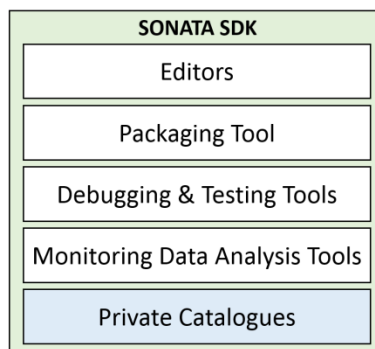 SONATA SDK
Editors
Packaging Tool
Debugging & Testing Tools
Monitoring Data Analysis Tools
Private Catalogues